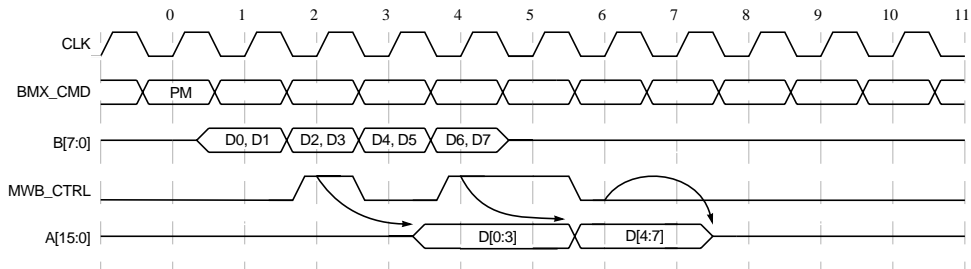 0 1 2 3 4 5 6 7 8 9 10 11
CLK
BMX_CMD PM
B[7:0] D0, D1 D2, D3 D4, D5 D6, D7
MWB_CTRL
A[15:0] D[0:3] D[4:7]